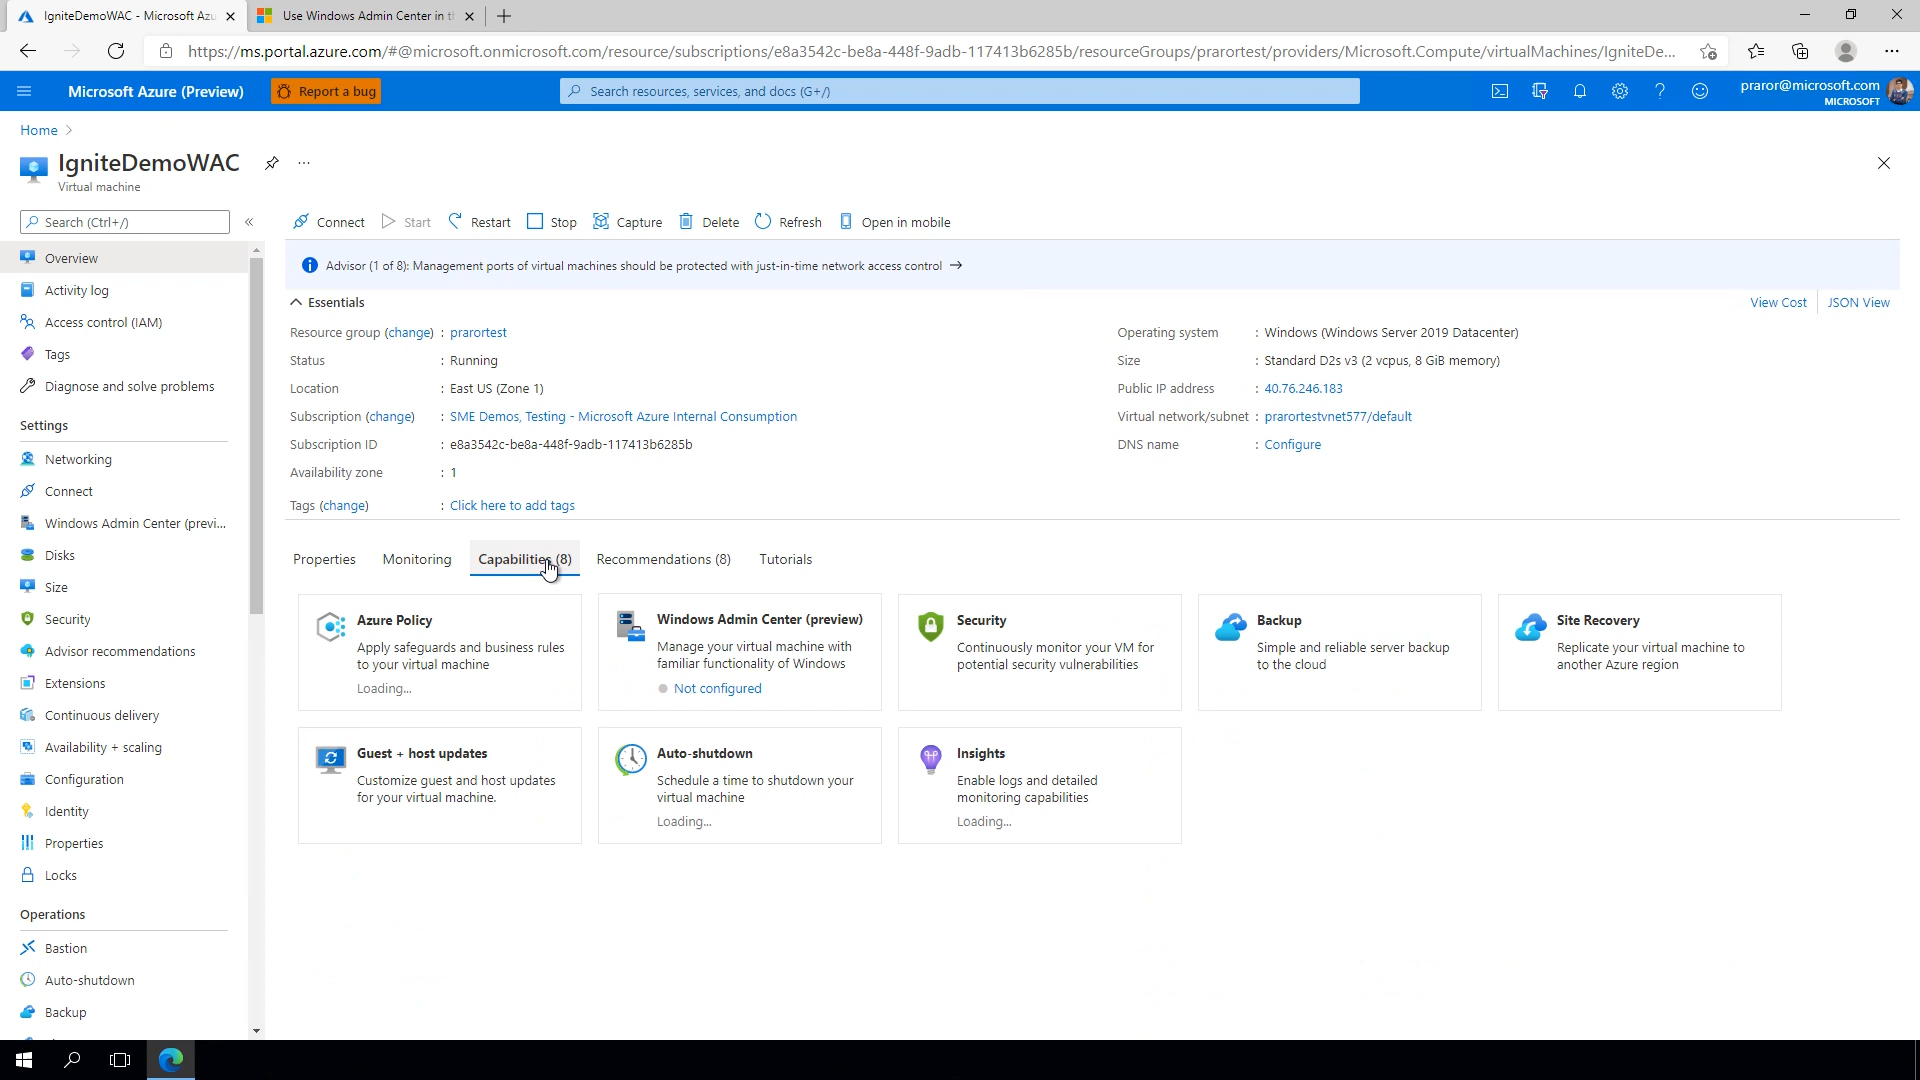 IgniteDemoWAC - Microsoft Azu
Use Windows Admin Center in t
https://ms.portal.azure.com/#@microsoft.onmicrosoft.com/resource/subscriptions/e8a3542c-be8a-448f-9adb-117413b6285b/resourceGroups/prarortest/providers/Microsoft.Compute/virtualMachines/IgniteDe...
Microsoft Azure (Preview)
Report a bug
Search resources, services, and docs (G+/)
praror@microsoft.com
MICROSOFT
Home
IgniteDemoWAC
Virtual machine
Search (Ctrl+/)
Overview
Activity log
Access control (IAM)
Tags
Diagnose and solve problems
Settings
Networking
Connect
Windows Admin Center (previ...
Disks
Size
Security
Advisor recommendations
Extensions
Continuous delivery
Availability + scaling
Configuration
Identity
Properties
Locks
Operations
Bastion
Auto-shutdown
Backup
Connect
Start
Restart
Stop
Capture
Delete
Refresh
Open in mobile
Advisor (1 of 8): Management ports of virtual machines should be protected with just-in-time network access control →
Essentials
View Cost
JSON View
Resource group (change) : prarortest
Status : Running
Location : East US (Zone 1)
Subscription (change) : SME Demos, Testing - Microsoft Azure Internal Consumption
Subscription ID : e8a3542c-be8a-448f-9adb-117413b6285b
Availability zone : 1
Tags (change) : Click here to add tags
Operating system : Windows (Windows Server 2019 Datacenter)
Size : Standard D2s v3 (2 vcpus, 8 GiB memory)
Public IP address : 40.76.246.183
Virtual network/subnet : prarortestvnet577/default
DNS name : Configure
Properties
Monitoring
Capabilities (8)
Recommendations (8)
Tutorials
Azure Policy
Apply safeguards and business rules
to your virtual machine
Loading...
Windows Admin Center (preview)
Manage your virtual machine with
familiar functionality of Windows
Not configured
Security
Continuously monitor your VM for
potential security vulnerabilities
Backup
Simple and reliable server backup
to the cloud
Site Recovery
Replicate your virtual machine to
another Azure region
Guest + host updates
Customize guest and host updates
for your virtual machine.
Auto-shutdown
Schedule a time to shutdown your
virtual machine
Loading...
Insights
Enable logs and detailed
monitoring capabilities
Loading...